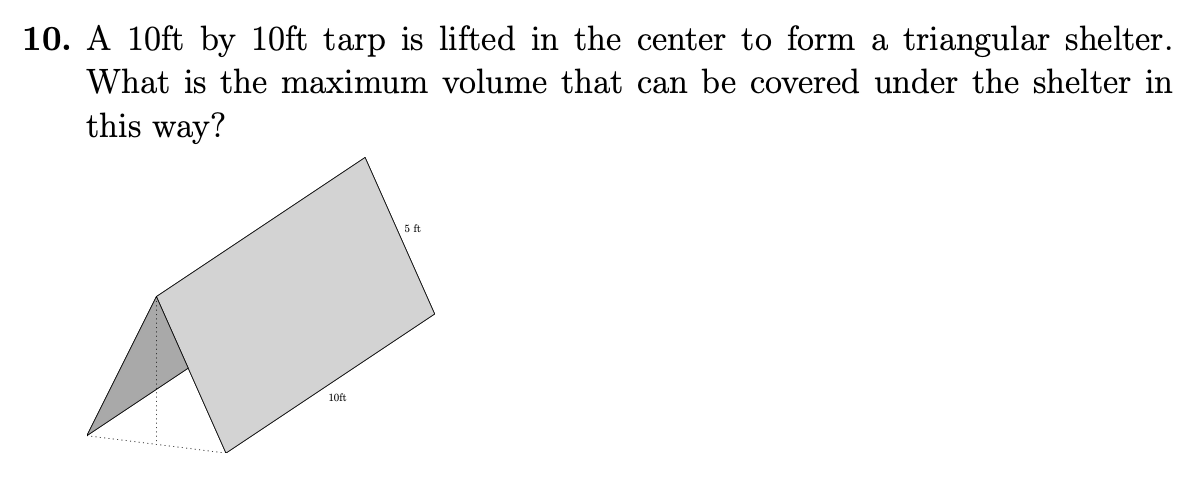 10. A 10ft by 10ft tarp is lifted in the center to form a triangular shelter.
What is the maximum volume that can be covered under the shelter in
this way?
5 ft
10ft